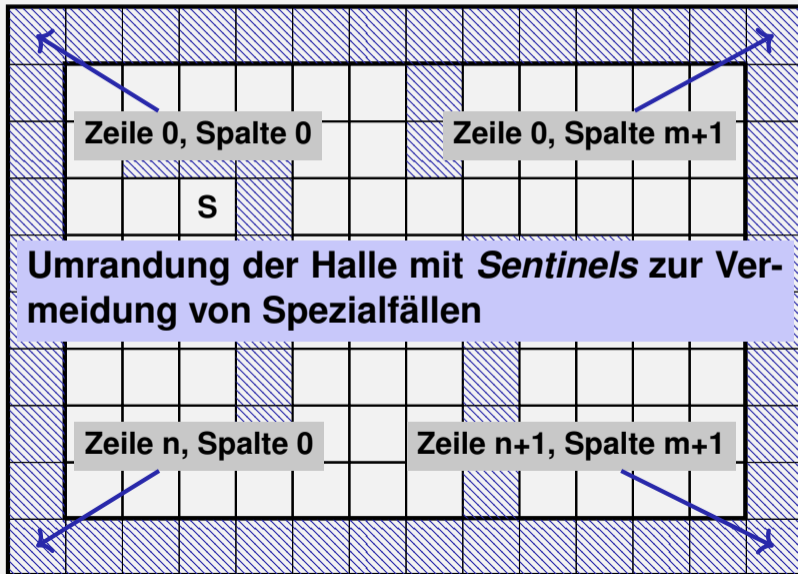 Zeile 0, Spalte 0
Zeile 0, Spalte m+1
S
Umrandung der Halle mit Sentinels zur Ver-
meidung von Spezialfällen
Zeile n, Spalte 0
Zeile n+1, Spalte m+1